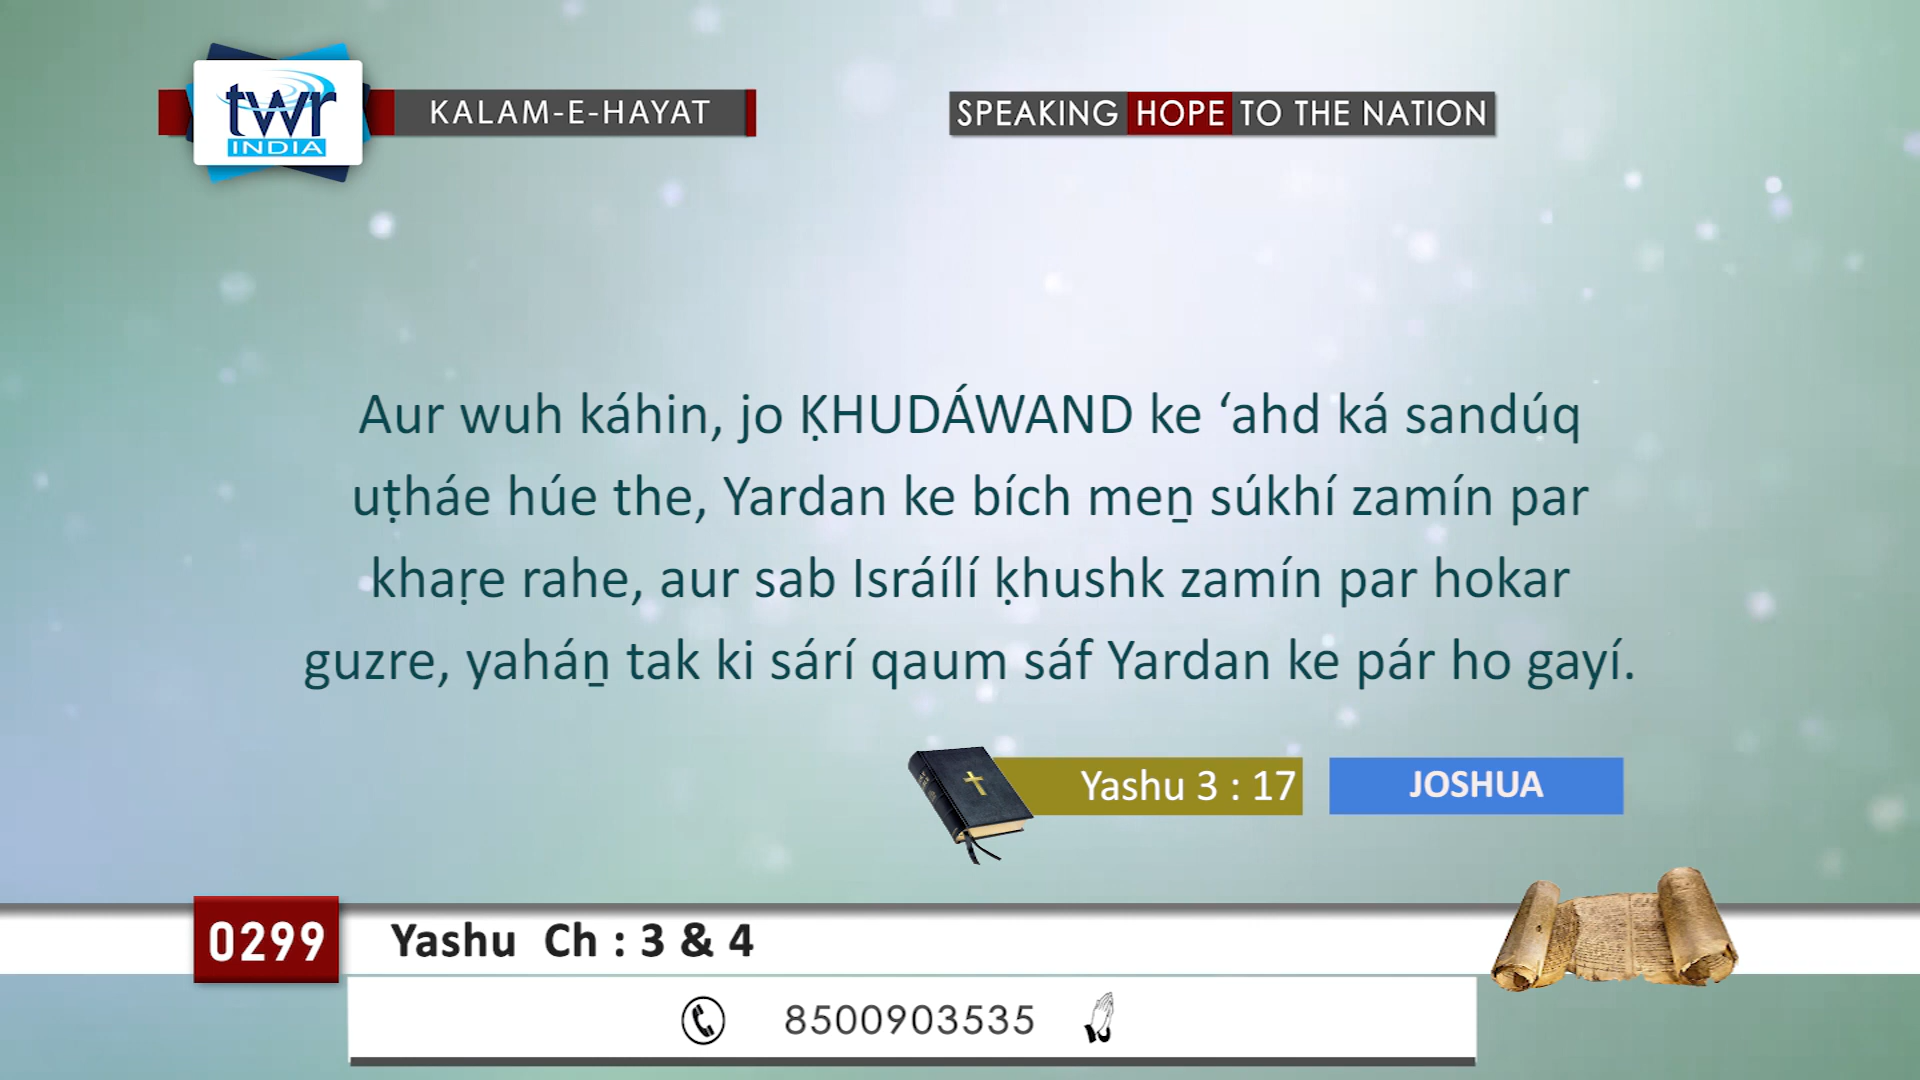 twr
INDIA
KALAM-E-HAYAT
SPEAKING HOPE TO THE NATION
Aur wuh káhin, jo ḲHUDÁWAND ke ‘ahd ká sandúq
uṭháe húe the, Yardan ke bích meṉ súkhí zamín par
khaṛe rahe, aur sab Isráílí ḳhushk zamín par hokar
guzre, yaháṉ tak ki sárí qaum sáf Yardan ke pár ho gayí.
Yashu 3 : 17
JOSHUA
0299
Yashu Ch : 3 & 4
8500903535